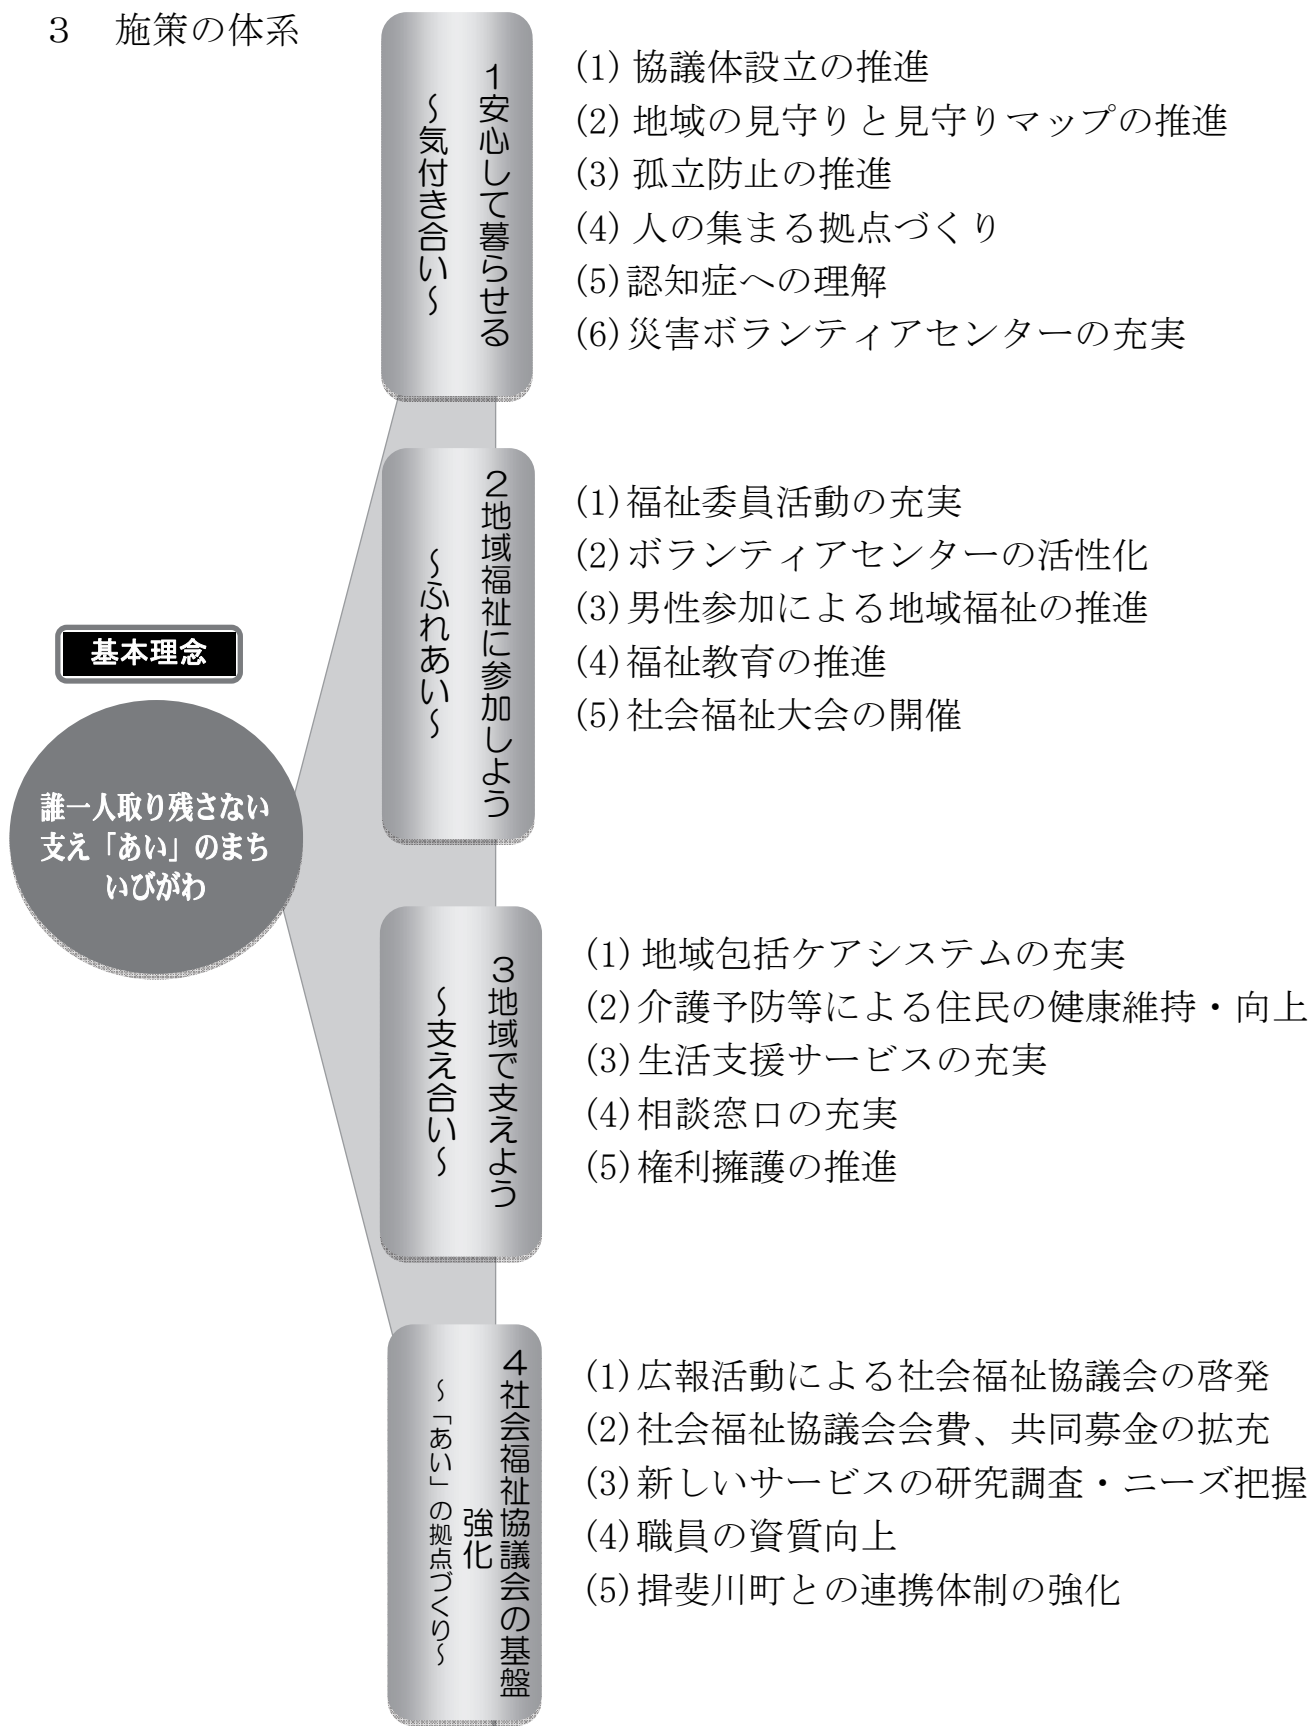 ３　施策の体系
基本理念
誰一人取り残さない
支え「あい」のまち
いびがわ
１安心して暮らせる
～気付き合い～
(1) 協議体設立の推進
(2) 地域の見守りと見守りマップの推進
(3) 孤立防止の推進
(4) 人の集まる拠点づくり
(5)認知症への理解
(6)災害ボランティアセンターの充実
２地域福祉に参加しよう
～ふれあい～
(1)福祉委員活動の充実
(2)ボランティアセンターの活性化
(3)男性参加による地域福祉の推進
(4)福祉教育の推進
(5)社会福祉大会の開催
３地域で支えよう
～支え合い～
(1) 地域包括ケアシステムの充実
(2)介護予防等による住民の健康維持・向上
(3)生活支援サービスの充実
(4)相談窓口の充実
(5)権利擁護の推進
４社会福祉協議会の基盤
強化
～「あい」の拠点づくり～
(1)広報活動による社会福祉協議会の啓発
(2)社会福祉協議会会費、共同募金の拡充
(3)新しいサービスの研究調査・ニーズ把握
(4)職員の資質向上
(5)揖斐川町との連携体制の強化